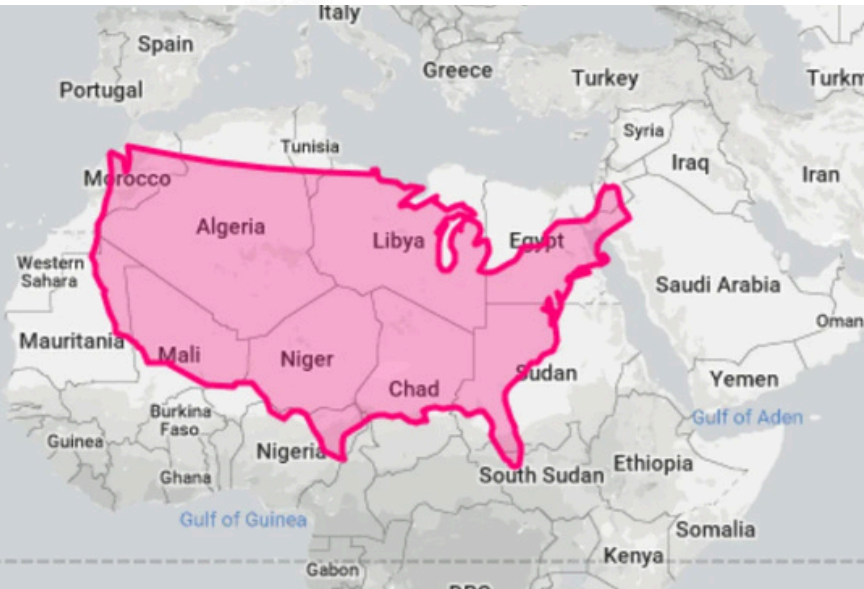 Italy
Spain
Greece
Turkey
Turkm
Portugal
Syria
Tunisia
Iraq
Iran
Morocco
Algeria
Libya
Egypt
Western
Sahara
Saudi Arabia
Oman
Mauritania
Mali
Niger
Chad
Sudan
Yemen
Burkina
Faso
Gulf of Aden
Guinea
Nigeria
Ethiopia
Ghana
South Sudan
Gulf of Guinea
Somalia
Kenya
Gabon
DRC